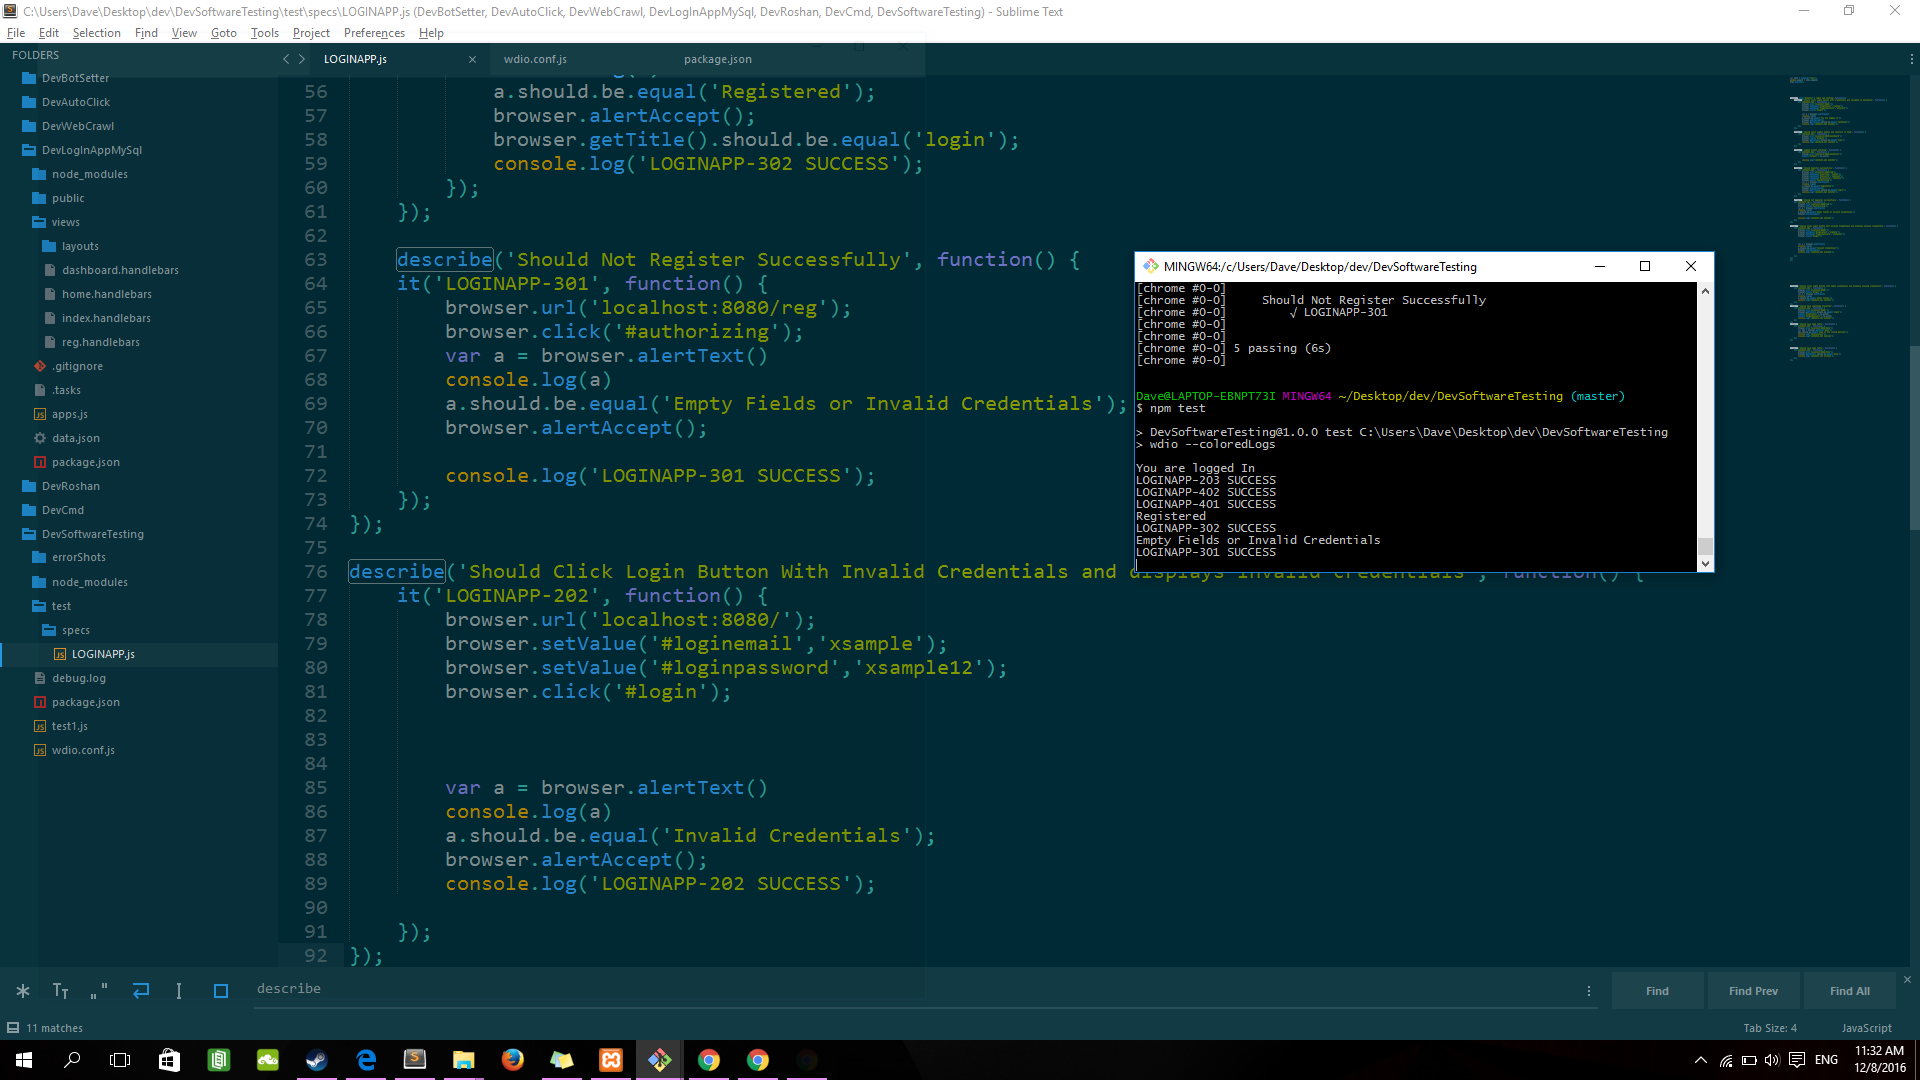 C:\Users\Dave\Desktop\dev\DevSoftwareTesting\test\specs\LOGINAPP.js (DevBotSetter, DevAutoClick, DevWebCrawl, DevLogInAppMySql, DevRoshan, DevCmd, DevSoftwareTesting) - Sublime Text
File Edit Selection Find View Goto Tools Project Preferences Help
FOLDERS
DevBotSetter
DevAutoClick
DevWebCrawl
DevLogInAppMySql
node_modules
public
views
layouts
dashboard.handlebars
home.handlebars
index.handlebars
reg.handlebars
.gitignore
.tasks
apps.js
data.json
package.json
DevRoshan
DevCmd
DevSoftwareTesting
errorShots
node_modules
test
specs
LOGINAPP.js
debug.log
package.json
test1.js
wdio.conf.js
LOGINAPP.js wdio.conf.js package.json
56 a.should.be.equal('Registered');
57 browser.alertAccept();
58 browser.getTitle().should.be.equal('login');
59 console.log('LOGINAPP-302 SUCCESS');
60 });
61 });
62
63 describe('Should Not Register Successfully', function() {
64 it('LOGINAPP-301', function() {
65 browser.url('localhost:8080/reg');
66 browser.click('#authorizing');
67 var a = browser.alertText()
68 console.log(a)
69 a.should.be.equal('Empty Fields or Invalid Credentials');
70 browser.alertAccept();
71
72 console.log('LOGINAPP-301 SUCCESS');
73 });
74 });
75
76 describe('Should Click Login Button With Invalid Credentials and displays invalid credentials', function() {
77 it('LOGINAPP-202', function() {
78 browser.url('localhost:8080/');
79 browser.setValue('#loginemail','xsample');
80 browser.setValue('#loginpassword','xsample12');
81 browser.click('#login');
82
83
84
85 var a = browser.alertText()
86 console.log(a)
87 a.should.be.equal('Invalid Credentials');
88 browser.alertAccept();
89 console.log('LOGINAPP-202 SUCCESS');
90
91 });
92 });
MINGW64:/c/Users/Dave/Desktop/dev/DevSoftwareTesting
[chrome #0-0]
[chrome #0-0] Should Not Register Successfully
[chrome #0-0] √ LOGINAPP-301
[chrome #0-0]
[chrome #0-0]
[chrome #0-0] 5 passing (6s)
[chrome #0-0]
Dave@LAPTOP-EBNPT73I MINGW64 ~/Desktop/dev/DevSoftwareTesting (master)
$ npm test
> DevSoftwareTesting@1.0.0 test C:\Users\Dave\Desktop\dev\DevSoftwareTesting
> wdio --coloredLogs
You are logged In
LOGINAPP-203 SUCCESS
LOGINAPP-402 SUCCESS
LOGINAPP-401 SUCCESS
Registered
LOGINAPP-302 SUCCESS
Empty Fields or Invalid Credentials
LOGINAPP-301 SUCCESS
describe
Find Find Prev Find All
11 matches
Tab Size: 4 JavaScript
ENG
11:32 AM
12/8/2016